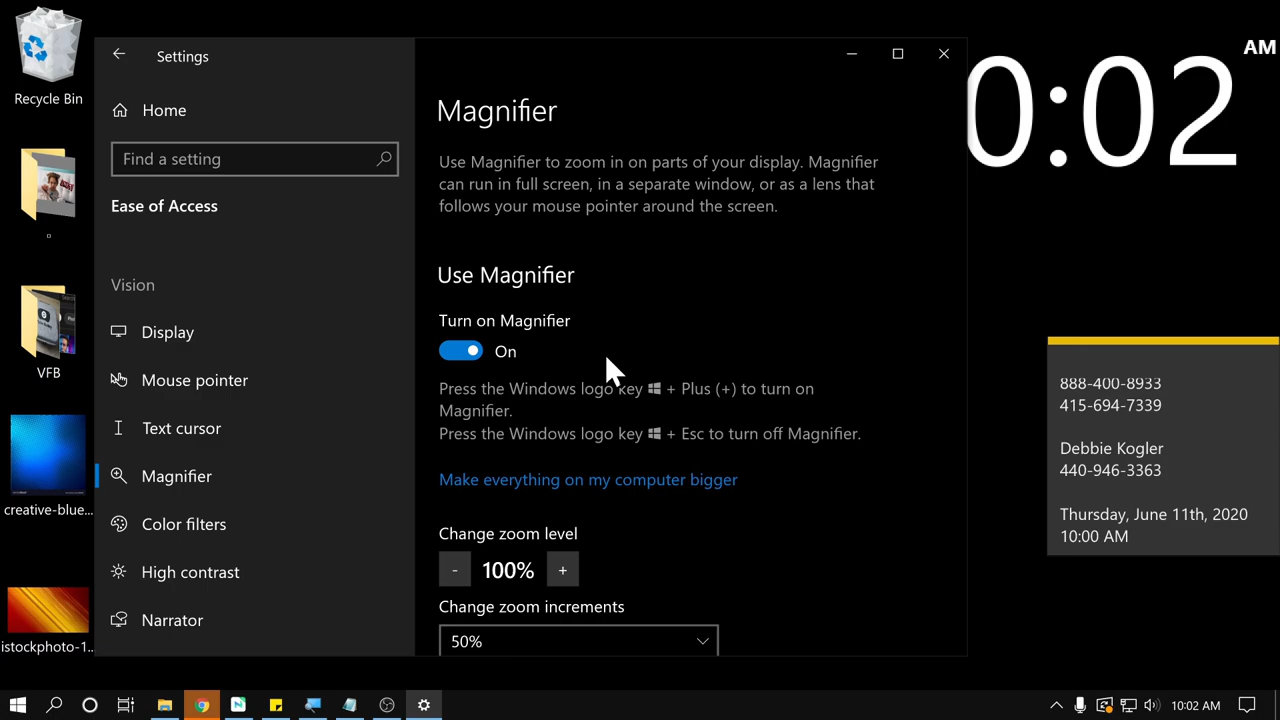 Recycle Bin
VFB
creative-blue...
istockphoto-1...
Settings
Home
Find a setting
Ease of Access
Vision
Display
Mouse pointer
Text cursor
Magnifier
Color filters
High contrast
Narrator
Magnifier
Use Magnifier to zoom in on parts of your display. Magnifier
can run in full screen, in a separate window, or as a lens that
follows your mouse pointer around the screen.
Use Magnifier
Turn on Magnifier
On
Press the Windows logo key + Plus (+) to turn on
Magnifier.
Press the Windows logo key + Esc to turn off Magnifier.
Make everything on my computer bigger
Change zoom level
- 100% +
Change zoom increments
50%
AM
0:02
888-400-8933
415-694-7339
Debbie Kogler
440-946-3363
Thursday, June 11th, 2020
10:00 AM
10:02 AM